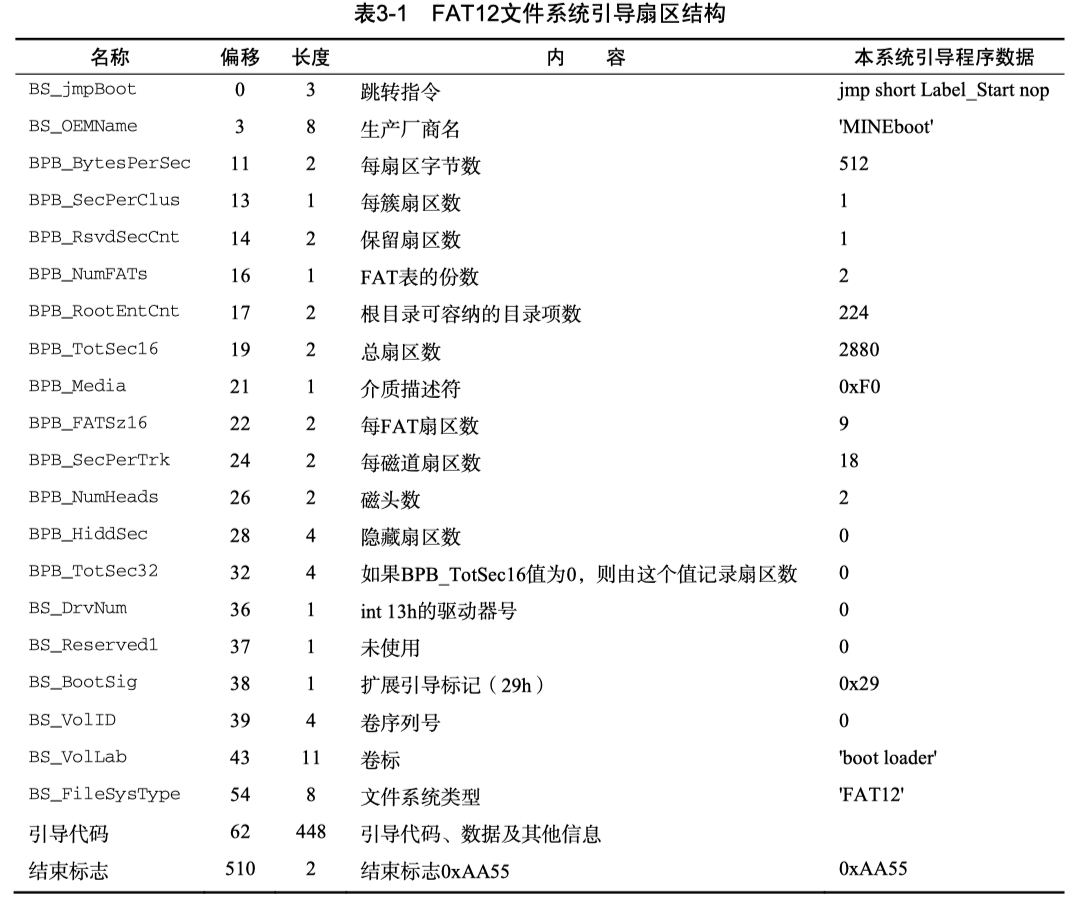 表3-1 FAT12文件系统引导扇区结构
名称 偏移 长度 内 容 本系统引导程序数据
BS_jmpBoot 0 3 跳转指令 jmp short Label_Start nop
BS_OEMName 3 8 生产厂商名 'MINEboot'
BPB_BytesPerSec 11 2 每扇区字节数 512
BPB_SecPerClus 13 1 每簇扇区数 1
BPB_RsvdSecCnt 14 2 保留扇区数 1
BPB_NumFATs 16 1 FAT表的份数 2
BPB_RootEntCnt 17 2 根目录可容纳的目录项数 224
BPB_TotSec16 19 2 总扇区数 2880
BPB_Media 21 1 介质描述符 0xF0
BPB_FATSz16 22 2 每FAT扇区数 9
BPB_SecPerTrk 24 2 每磁道扇区数 18
BPB_NumHeads 26 2 磁头数 2
BPB_HiddSec 28 4 隐藏扇区数 0
BPB_TotSec32 32 4 如果BPB_TotSec16值为0，则由这个值记录扇区数 0
BS_DrvNum 36 1 int 13h的驱动器号 0
BS_Reserved1 37 1 未使用 0
BS_BootSig 38 1 扩展引导标记（29h） 0x29
BS_VolID 39 4 卷序列号 0
BS_VolLab 43 11 卷标 'boot loader'
BS_FileSysType 54 8 文件系统类型 'FAT12'
引导代码 62 448 引导代码、数据及其他信息
结束标志 510 2 结束标志0xAA55 0xAA55